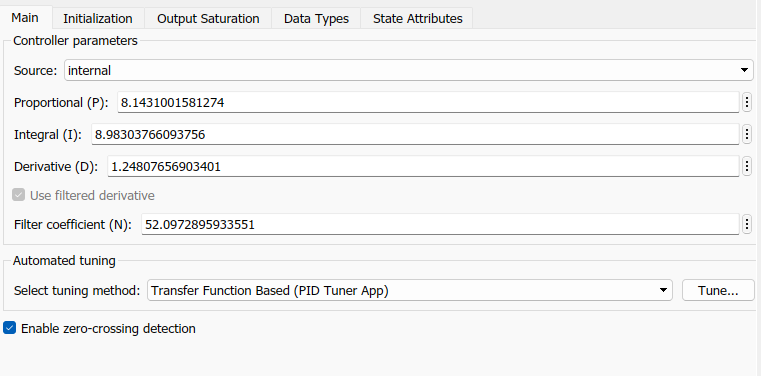 Main Initialization Output Saturation Data Types State Attributes
Controller parameters
Source: internal
Proportional (P): 8.1431001581274
Integral (I): 8.98303766093756
Derivative (D): 1.24807656903401
Use filtered derivative
Filter coefficient (N): 52.0972895933551
Automated tuning
Select tuning method: Transfer Function Based (PID Tuner App) Tune...
Enable zero-crossing detection